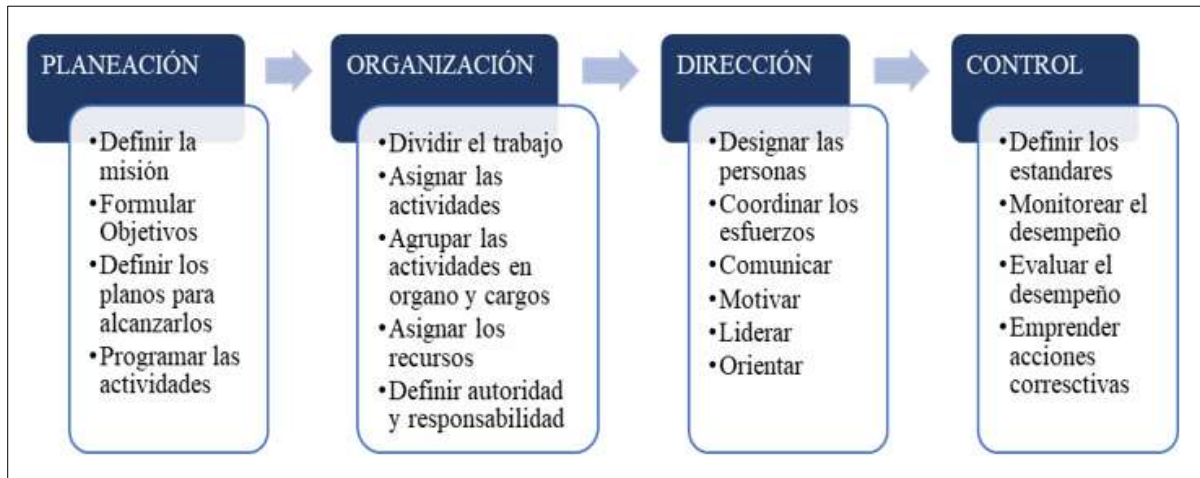 PLANEACIÓN
•Definir la
misión
•Formular
Objetivos
•Definir los
planos para
alcanzarlos
•Programar las
actividades
ORGANIZACIÓN
•Dividir el trabajo
•Asignar las
actividades
•Agrupar las
actividades en
organo y cargos
•Asignar los
recursos
•Definir autoridad
y responsabilidad
DIRECCIÓN
•Designar las
personas
•Coordinar los
esfuerzos
•Comunicar
•Motivar
•Liderar
•Orientar
CONTROL
•Definir los
estandares
•Monitorear el
desempeño
•Evaluar el
desempeño
•Emprender
acciones
corresctivas